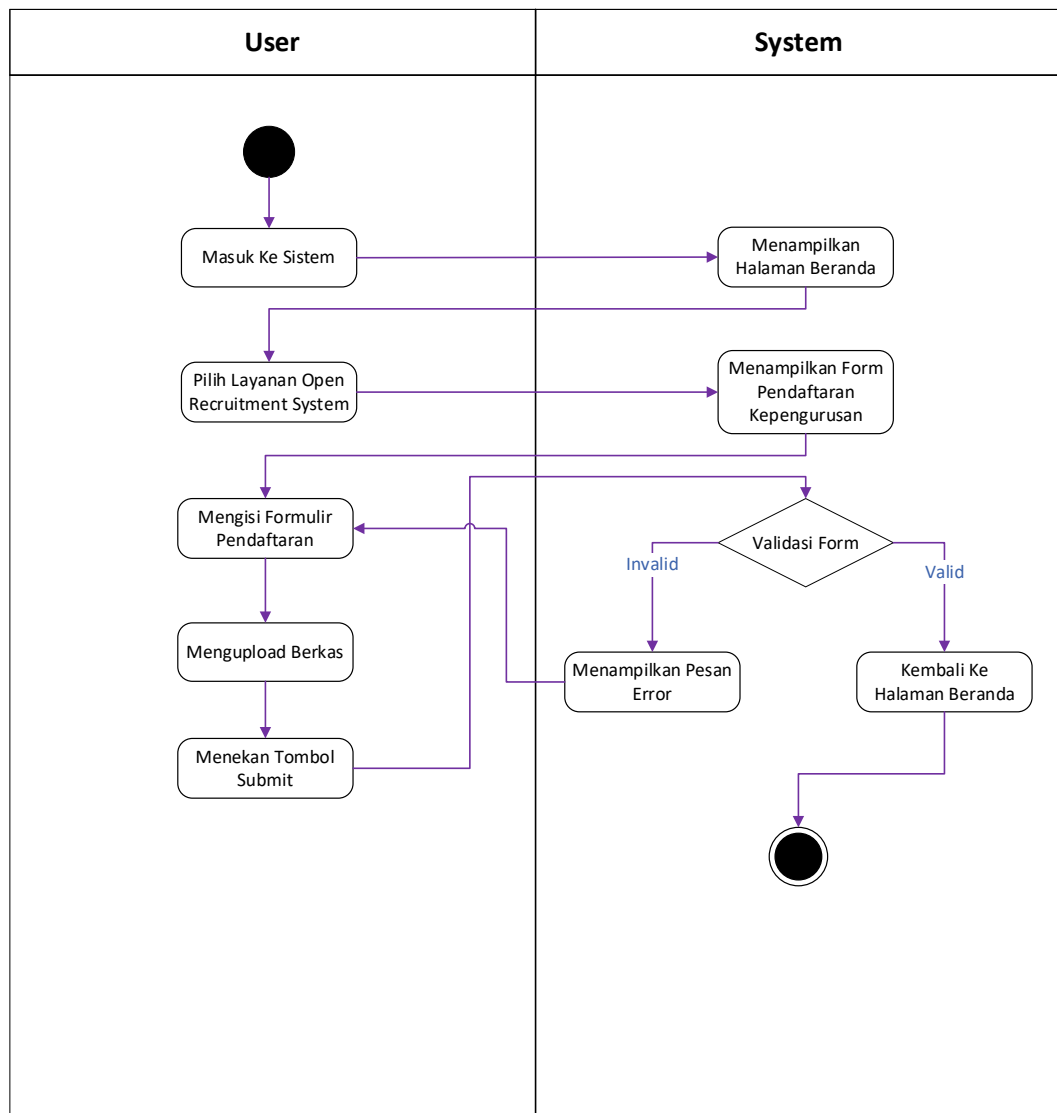 User
System
Masuk Ke Sistem
Menampilkan
Halaman Beranda
Pilih Layanan Open
Recruitment System
Menampilkan Form
Pendaftaran
Kepengurusan
Mengisi Formulir
Pendaftaran
Validasi Form
Invalid
Valid
Mengupload Berkas
Menampilkan Pesan
Error
Kembali Ke
Halaman Beranda
Menekan Tombol
Submit